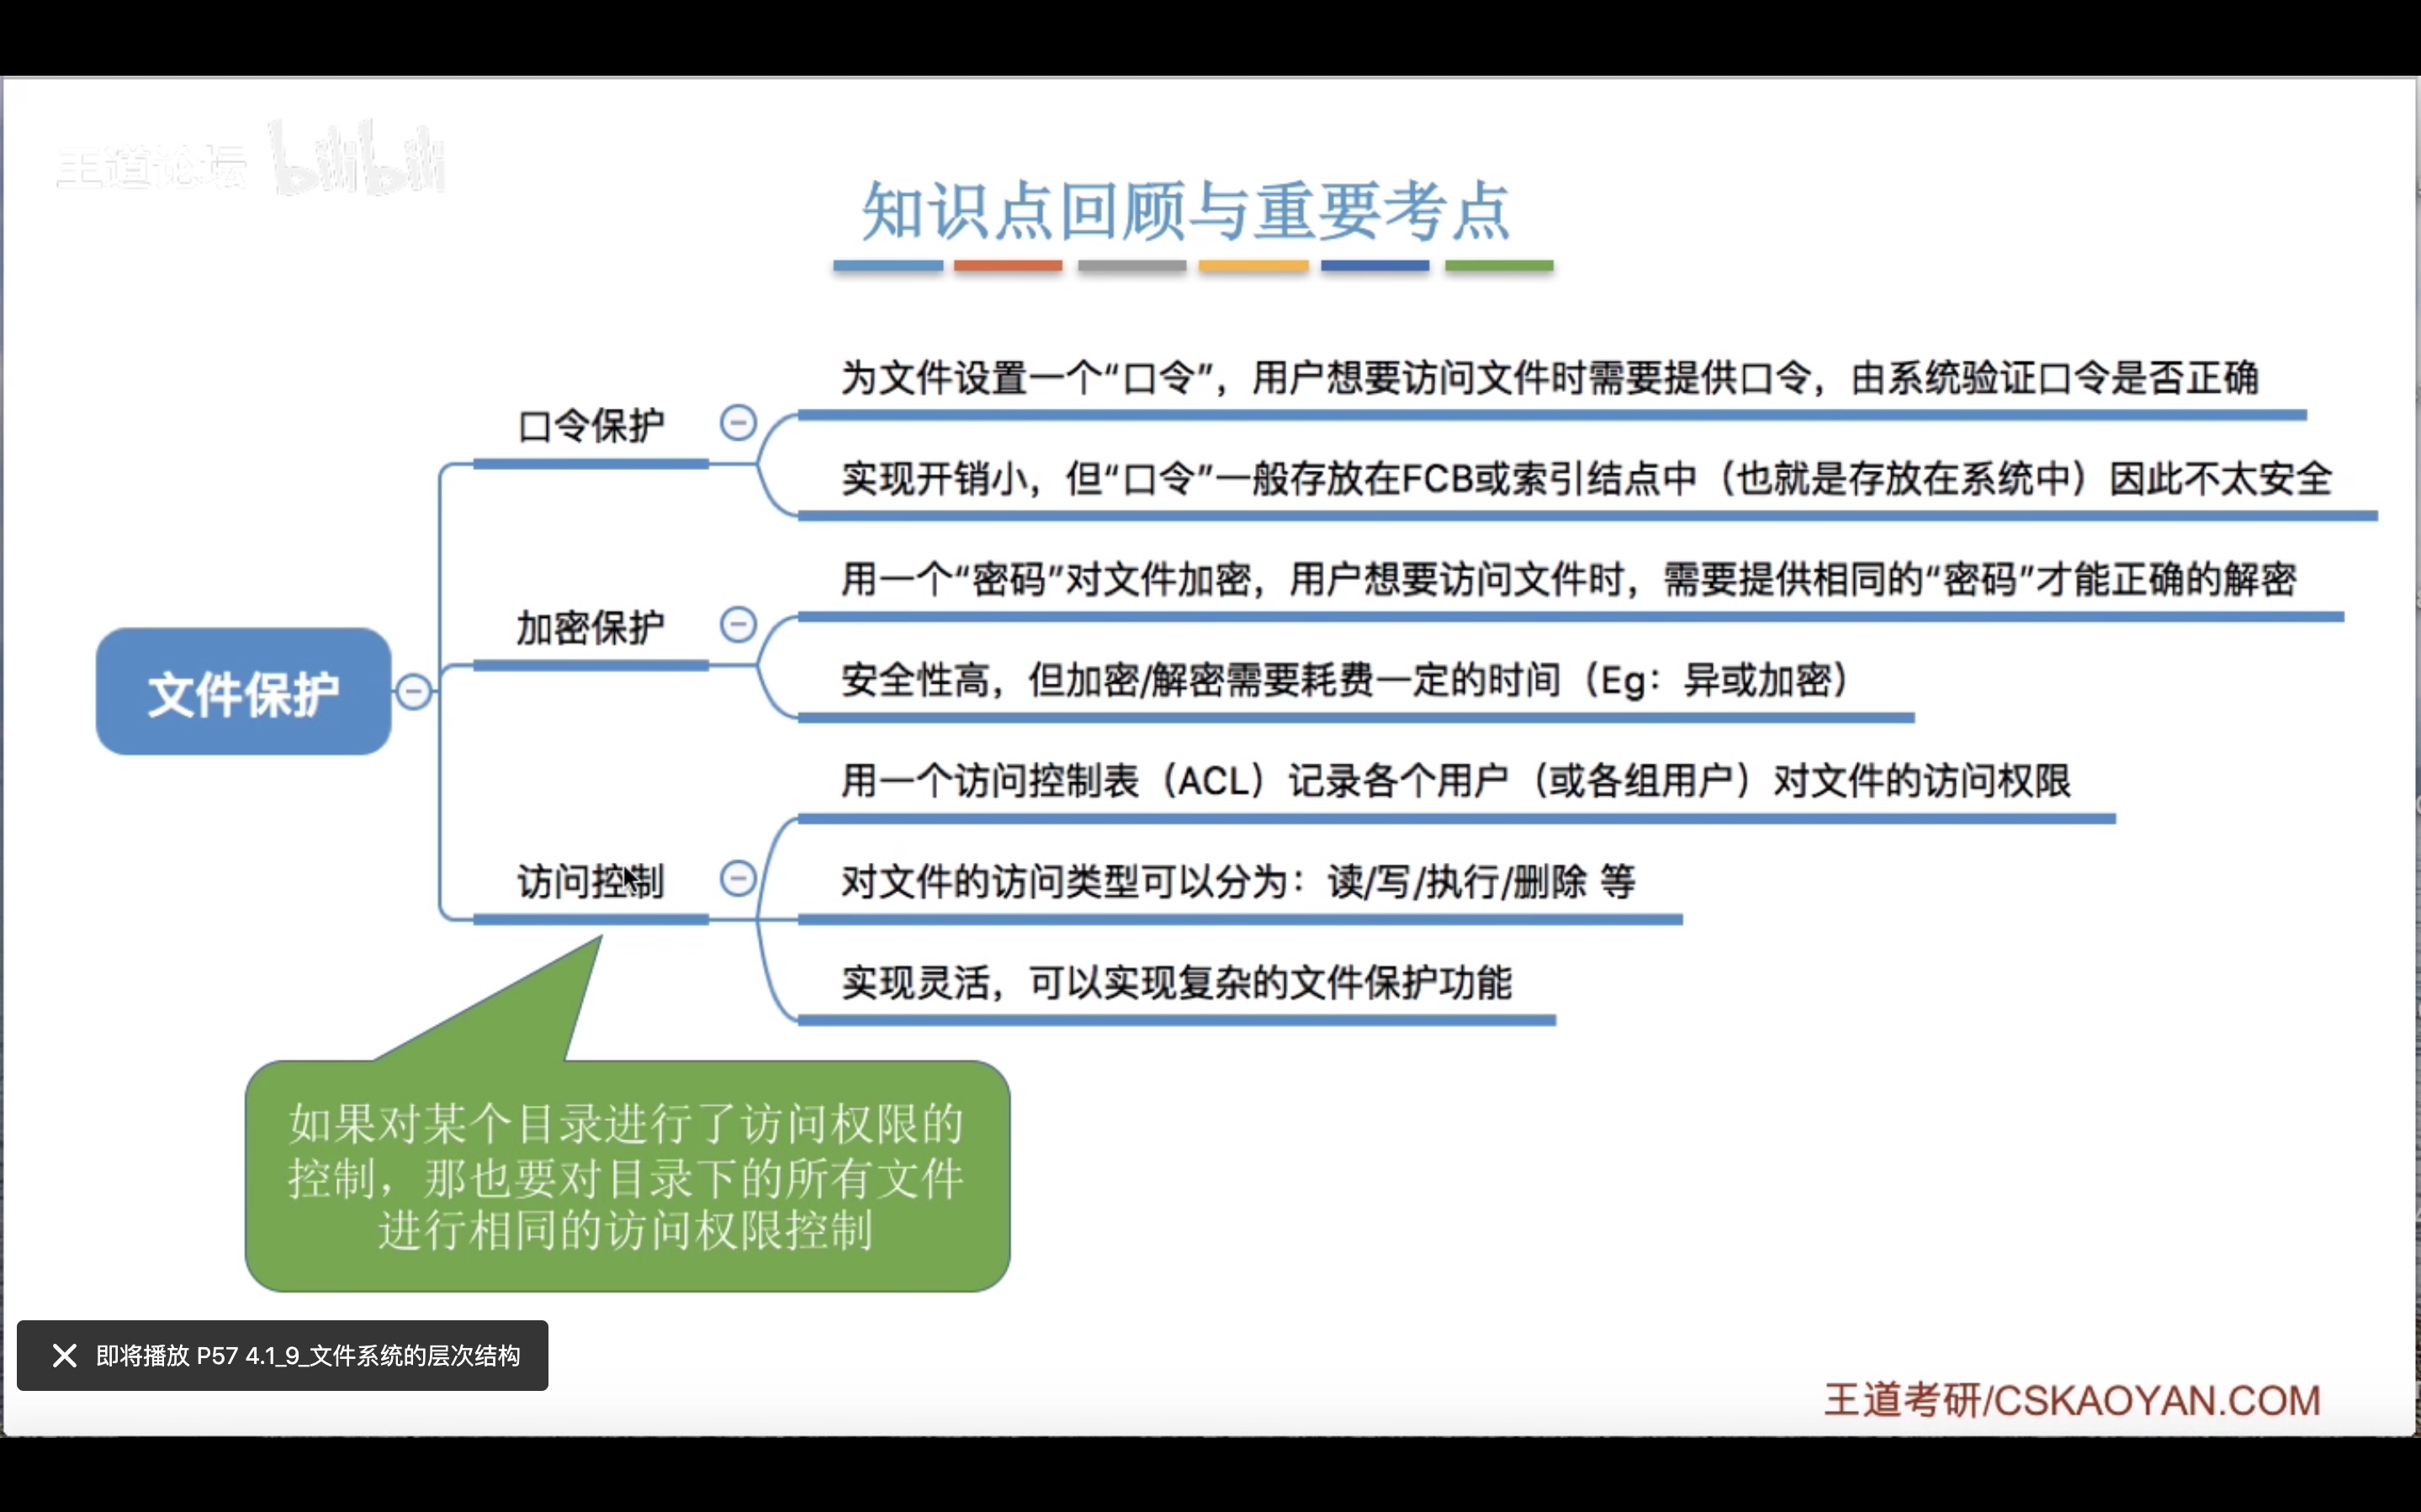 王道论坛 bilibili
知识点回顾与重要考点
为文件设置一个“口令”，用户想要访问文件时需要提供口令，由系统验证口令是否正确
口令保护
实现开销小，但“口令”一般存放在FCB或索引结点中（也就是存放在系统中）因此不太安全
用一个“密码”对文件加密，用户想要访问文件时，需要提供相同的“密码”才能正确的解密
加密保护
安全性高，但加密/解密需要耗费一定的时间（Eg：异或加密）
文件保护
用一个访问控制表（ACL）记录各个用户（或各组用户）对文件的访问权限
访问控制
对文件的访问类型可以分为：读/写/执行/删除 等
实现灵活，可以实现复杂的文件保护功能
如果对某个目录进行了访问权限的
控制，那也要对目录下的所有文件
进行相同的访问权限控制
即将播放 P57 4.1_9_文件系统的层次结构
王道考研/CSKAOYAN.COM